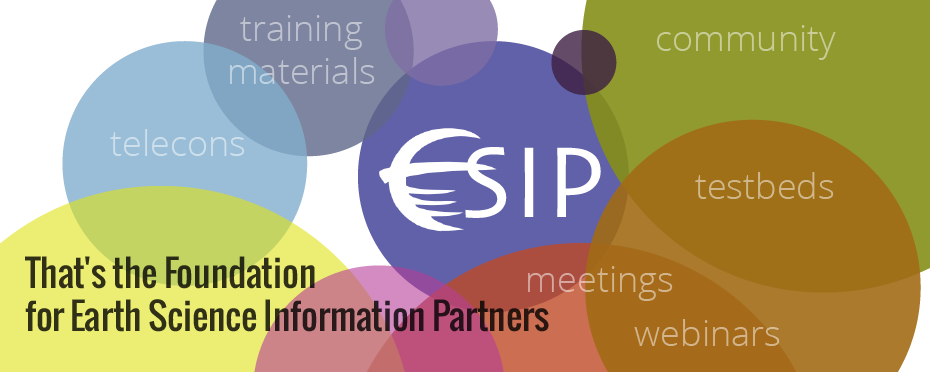 training
materials
community
telecons
ESIP
testbeds
That's the Foundation
for Earth Science Information Partners
meetings
webinars